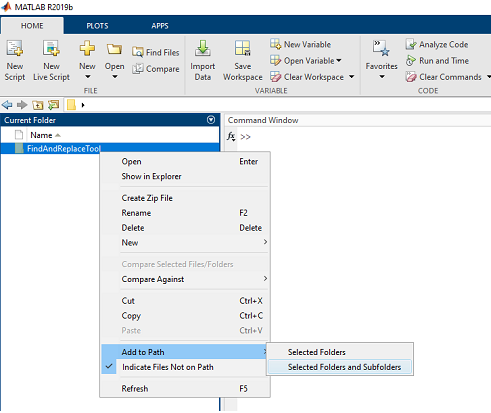 MATLAB R2019b
HOME PLOTS APPS
New Script
New Live Script
New
Open
Find Files
Compare
Import Data
Save Workspace
New Variable
Open Variable
Clear Workspace
Favorites
Analyze Code
Run and Time
Clear Commands
FILE VARIABLE CODE
Current Folder
Command Window
Name
fx >>
FindAndReplaceTool
Open Enter
Show in Explorer
Create Zip File
Rename F2
Delete Delete
New
Compare Selected Files/Folders
Compare Against
Cut Ctrl+X
Copy Ctrl+C
Paste Ctrl+V
Add to Path
Selected Folders
Indicate Files Not on Path
Selected Folders and Subfolders
Refresh F5